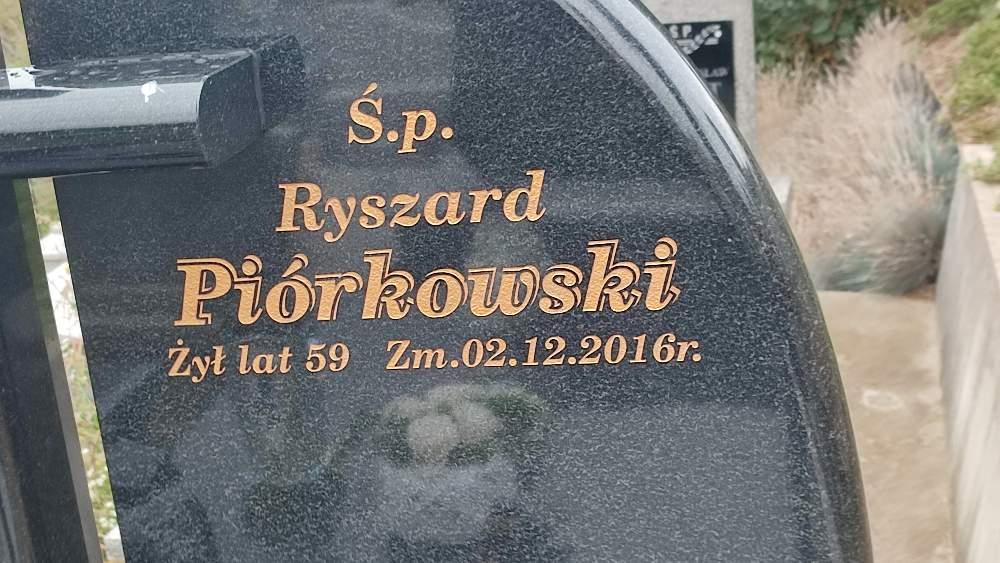 Ś.p.
Ryszard
Piórkowski
Żył lat 59 Zm.02.12.2016r.
Ś P